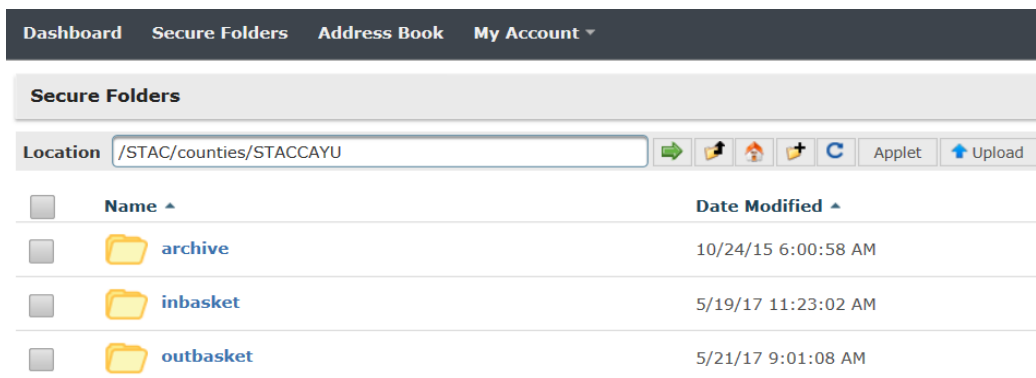 Dashboard Secure Folders Address Book My Account
Secure Folders
Location /STAC/counties/STACCAYU Applet Upload
Name Date Modified
archive 10/24/15 6:00:58 AM
inbasket 5/19/17 11:23:02 AM
outbasket 5/21/17 9:01:08 AM